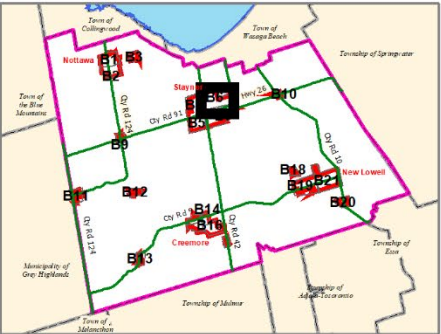 Town of
Collingwood
Town of
Wasaga Beach
Township of Springwater
Nottawa
B1
B3
B2
Stayner
B6
Hwy 26
B10
Town of
the Blue
Mountains
Cty Rd 124
Cty Rd 91
B5
B9
Cty Rd 10
B18
New Lowell
B21
B19
B11
B12
B20
B14
Cty Rd 9
B16
Creemore
Cty Rd 42
Cty Rd 124
B13
Municipality of
Grey Highlands
Township of
Essa
Township of
Adjala-Tosorontio
Township of Mulmur
Town of
Melancthon